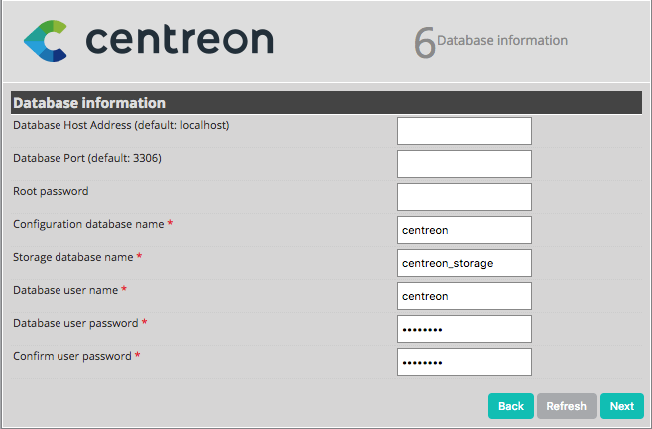 centreon
6 Database information
Database information
Database Host Address (default: localhost)
Database Port (default: 3306)
Root password
Configuration database name * centreon
Storage database name * centreon_storage
Database user name * centreon
Database user password * ••••••••
Confirm user password * ••••••••
Back Refresh Next